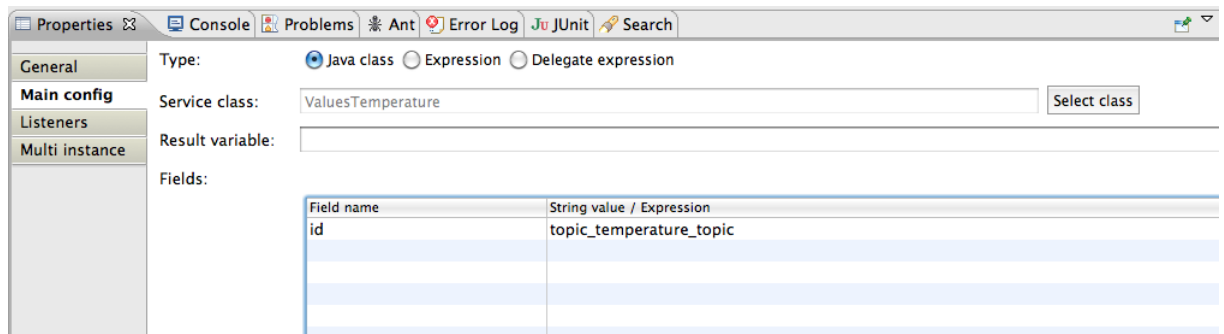 Properties Console Problems Ant Error Log Ju JUnit Search
General
Main config
Listeners
Multi instance
Type: Java class Expression Delegate expression
Service class: ValuesTemperature Select class
Result variable:
Fields:
Field name String value / Expression
id topic_temperature_topic